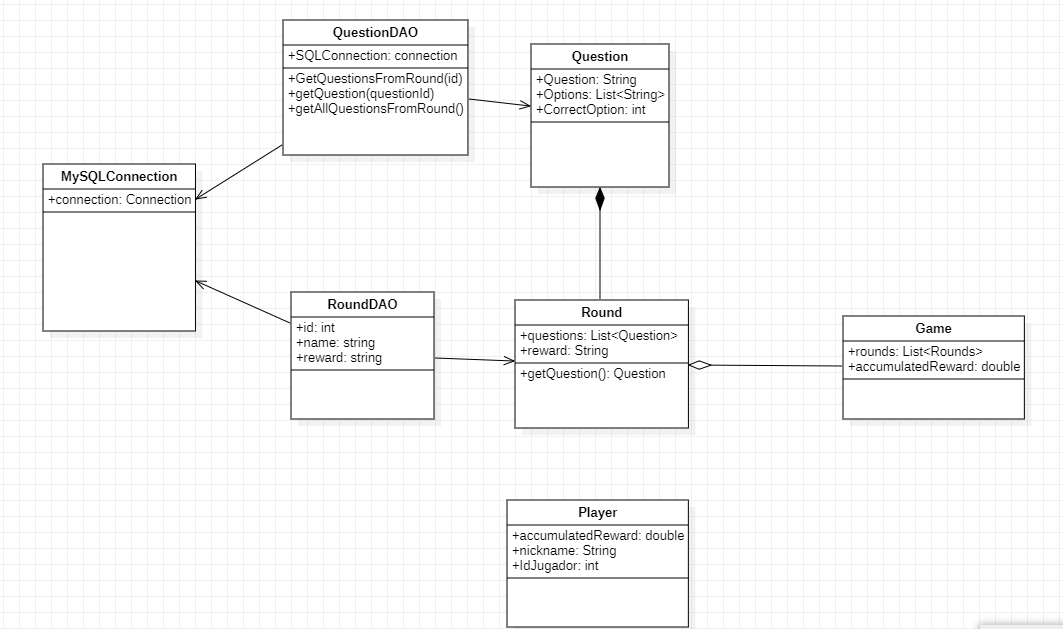 QuestionDAO
+SQLConnection: connection
+GetQuestionsFromRound(id)
+getQuestion(questionId)
+getAllQuestionsFromRound()
Question
+Question: String
+Options: List<String>
+CorrectOption: int
MySQLConnection
+connection: Connection
RoundDAO
+id: int
+name: string
+reward: string
Round
+questions: List<Question>
+reward: String
+getQuestion(): Question
Game
+rounds: List<Rounds>
+accumulatedReward: double
Player
+accumulatedReward: double
+nickname: String
+IdJugador: int